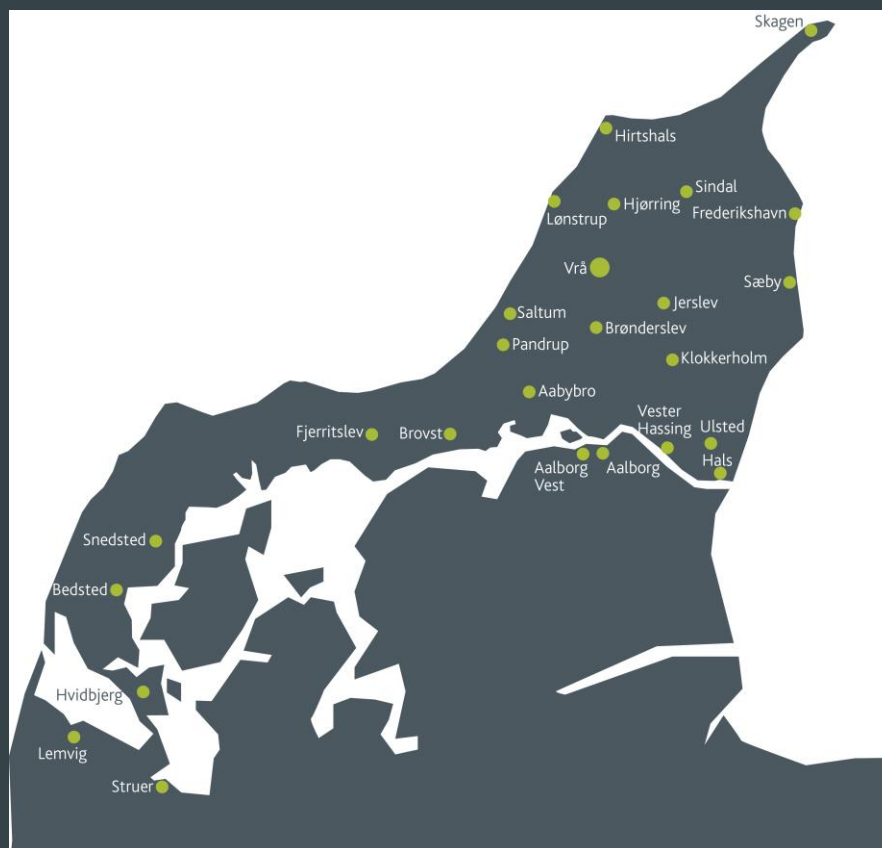 Skagen
Hirtshals
Sindal
Hjørring
Lønstrup
Frederikshavn
Vrå
Sæby
Jerslev
Saltum
Brønderslev
Pandrup
Klokkerholm
Aabybro
Vester
Hassing
Ulsted
Fjerritslev
Brovst
Hals
Aalborg
Vest
Aalborg
Snedsted
Bedsted
Hvidbjerg
Lemvig
Struer